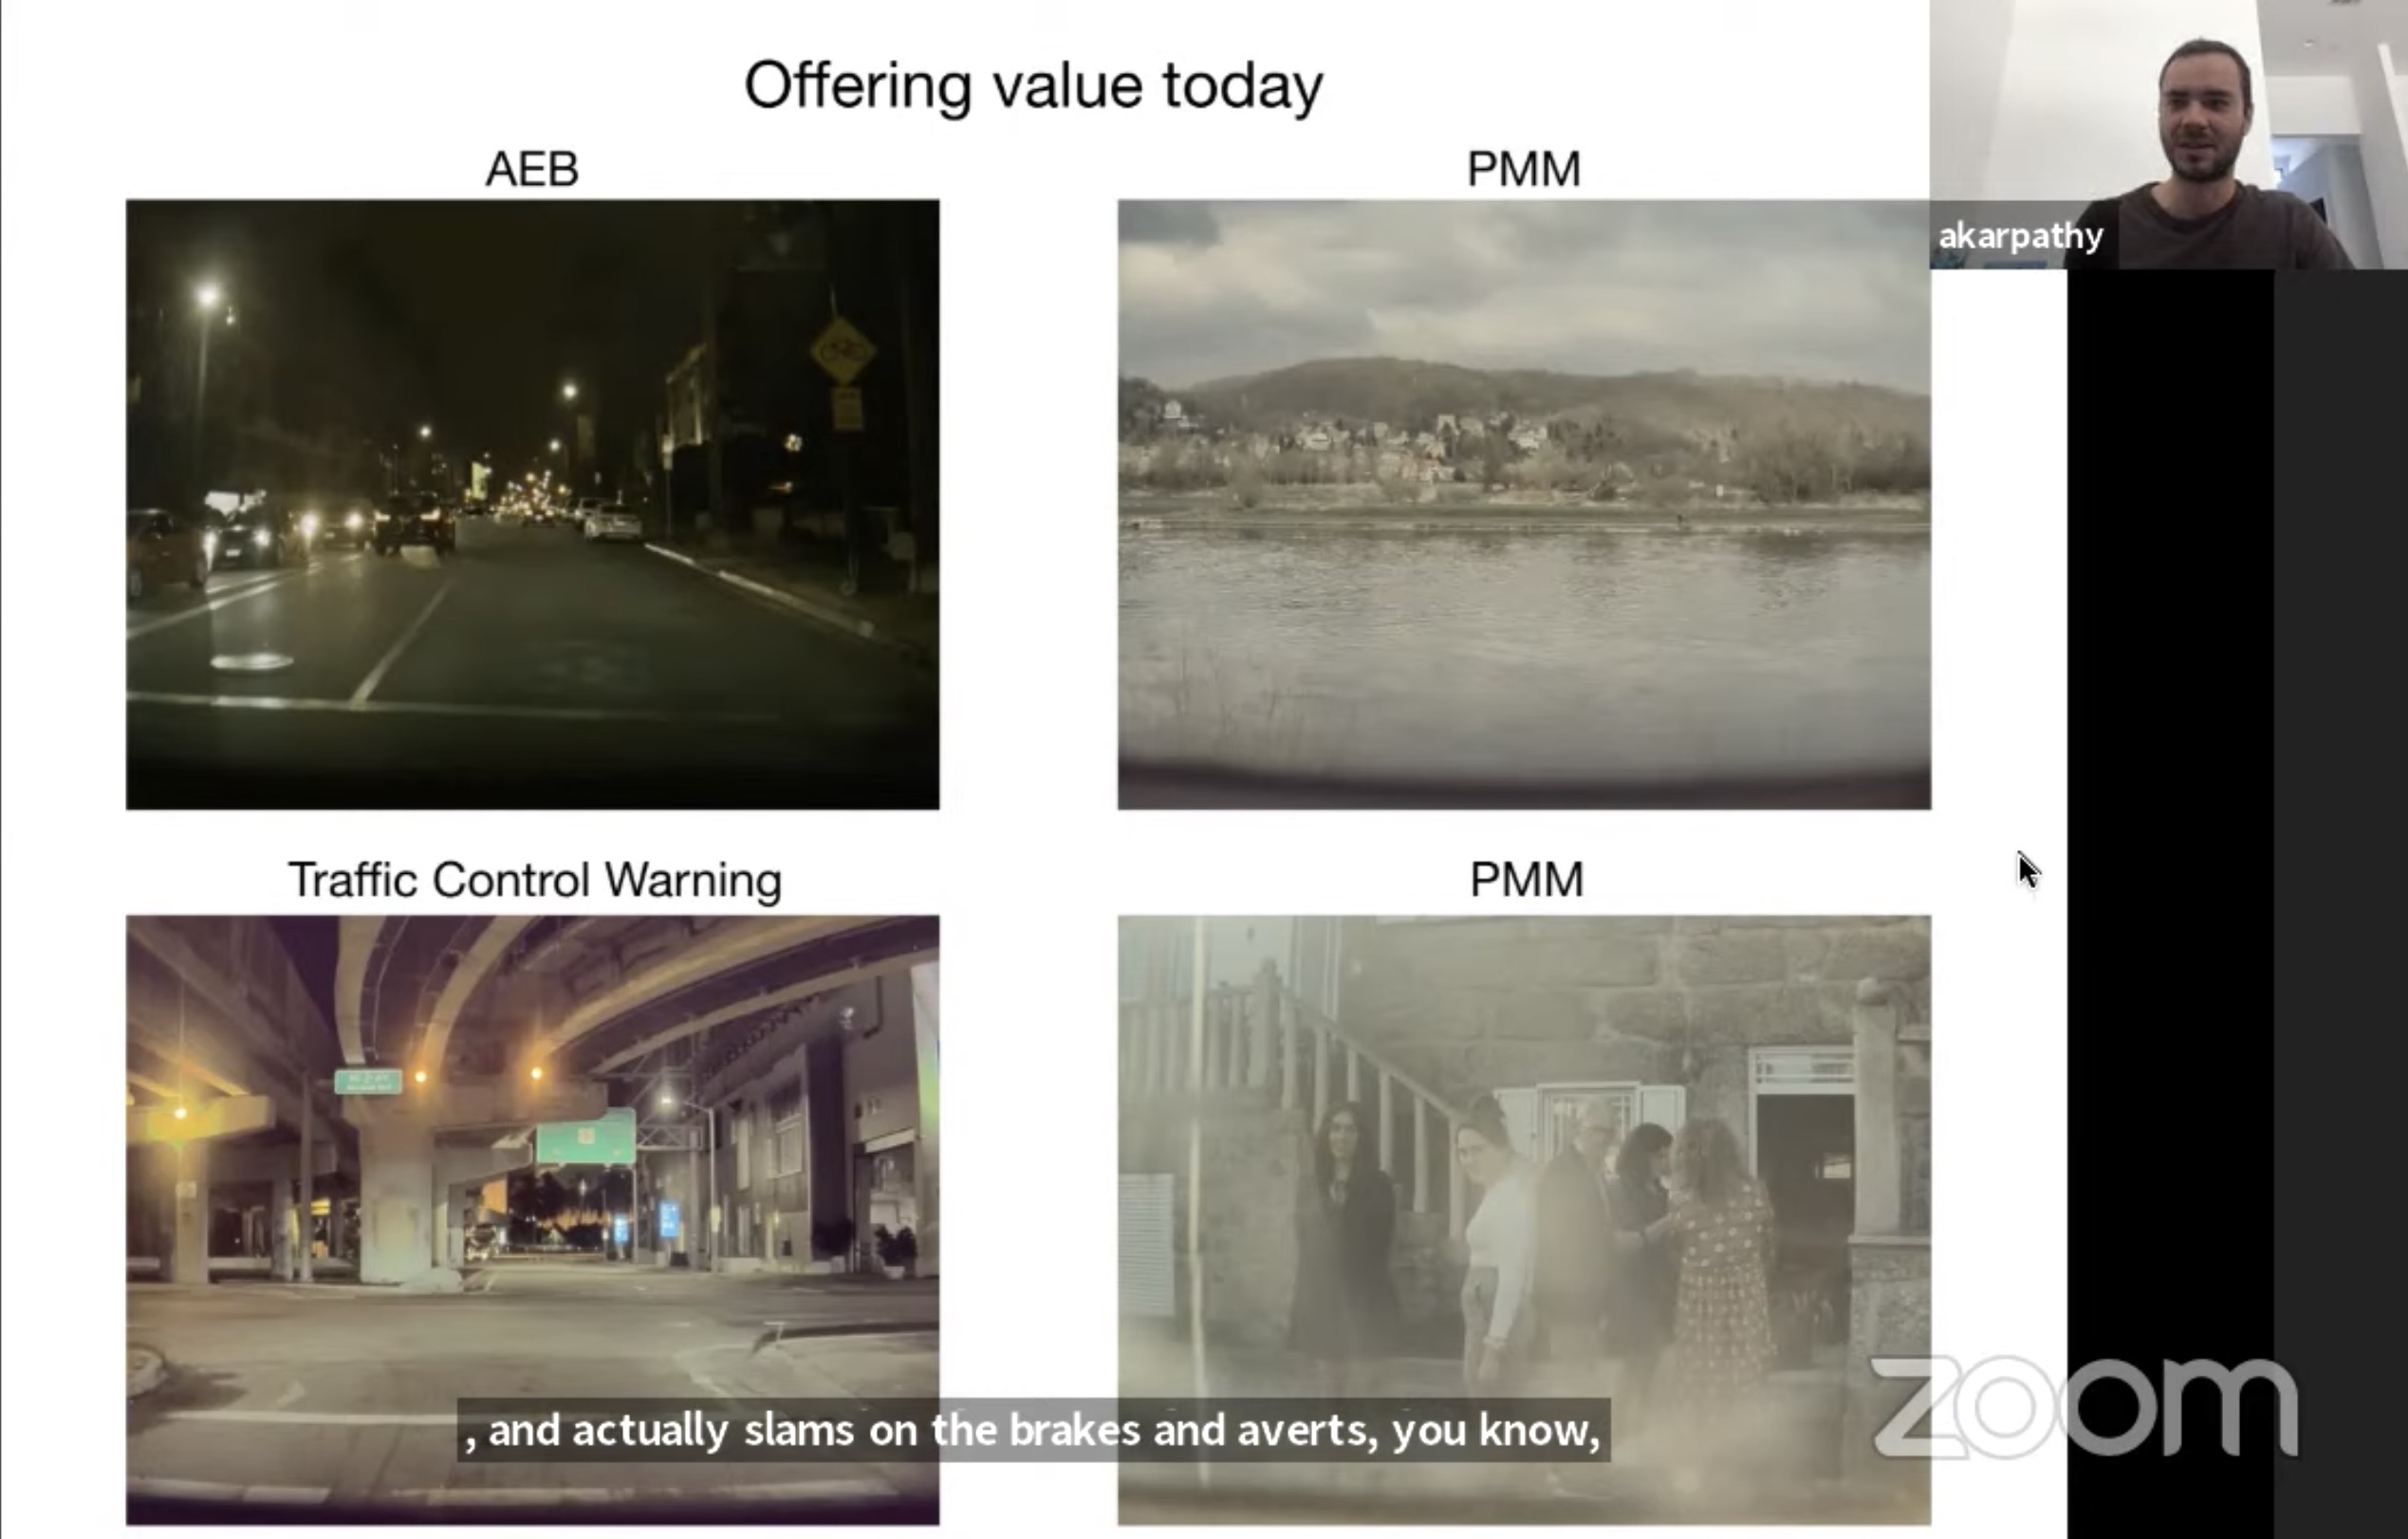 Offering value today
AEB
PMM
akarpathy
Traffic Control Warning
PMM
, and actually slams on the brakes and averts, you know,
zoom